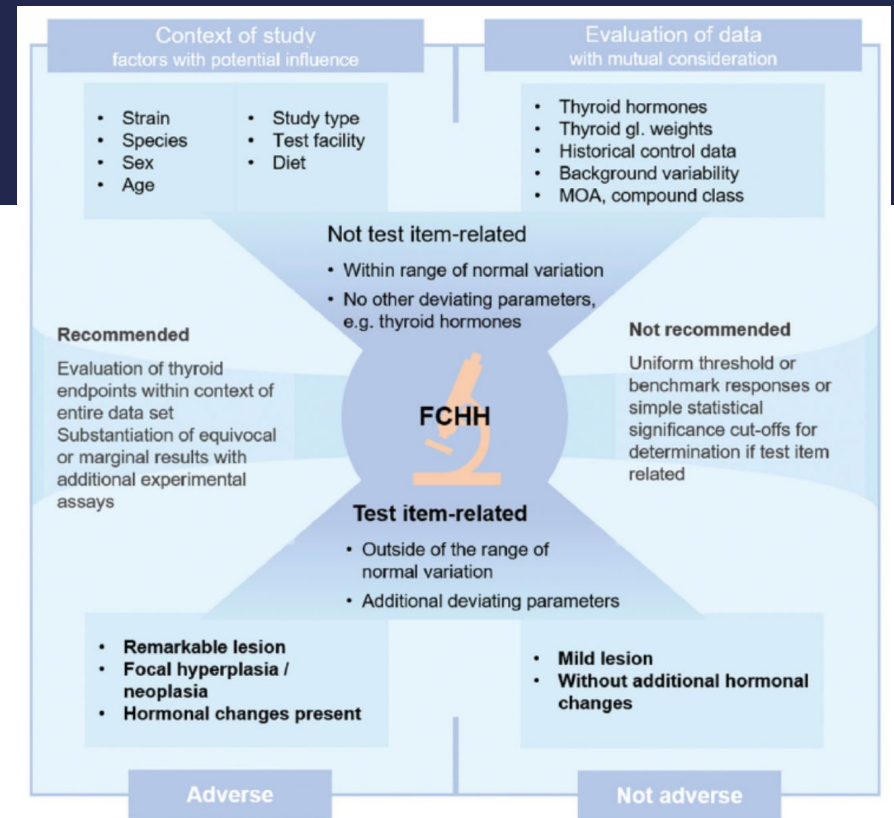 Context of study
factors with potential influence
Evaluation of data
with mutual consideration
• Strain
• Species
• Sex
• Age
• Study type
• Test facility
• Diet
• Thyroid hormones
• Thyroid gl. weights
• Historical control data
• Background variability
• MOA, compound class
Not test item-related
• Within range of normal variation
• No other deviating parameters,
e.g. thyroid hormones
Recommended
Evaluation of thyroid
endpoints within context of
entire data set
Substantiation of equivocal
or marginal results with
additional experimental
assays
FCHH
Not recommended
Uniform threshold or
benchmark responses or
simple statistical
significance cut-offs for
determination if test item
related
Test item-related
• Outside of the range of
normal variation
• Additional deviating parameters
• Remarkable lesion
• Focal hyperplasia /
neoplasia
• Hormonal changes present
• Mild lesion
• Without additional hormonal
changes
Adverse
Not adverse